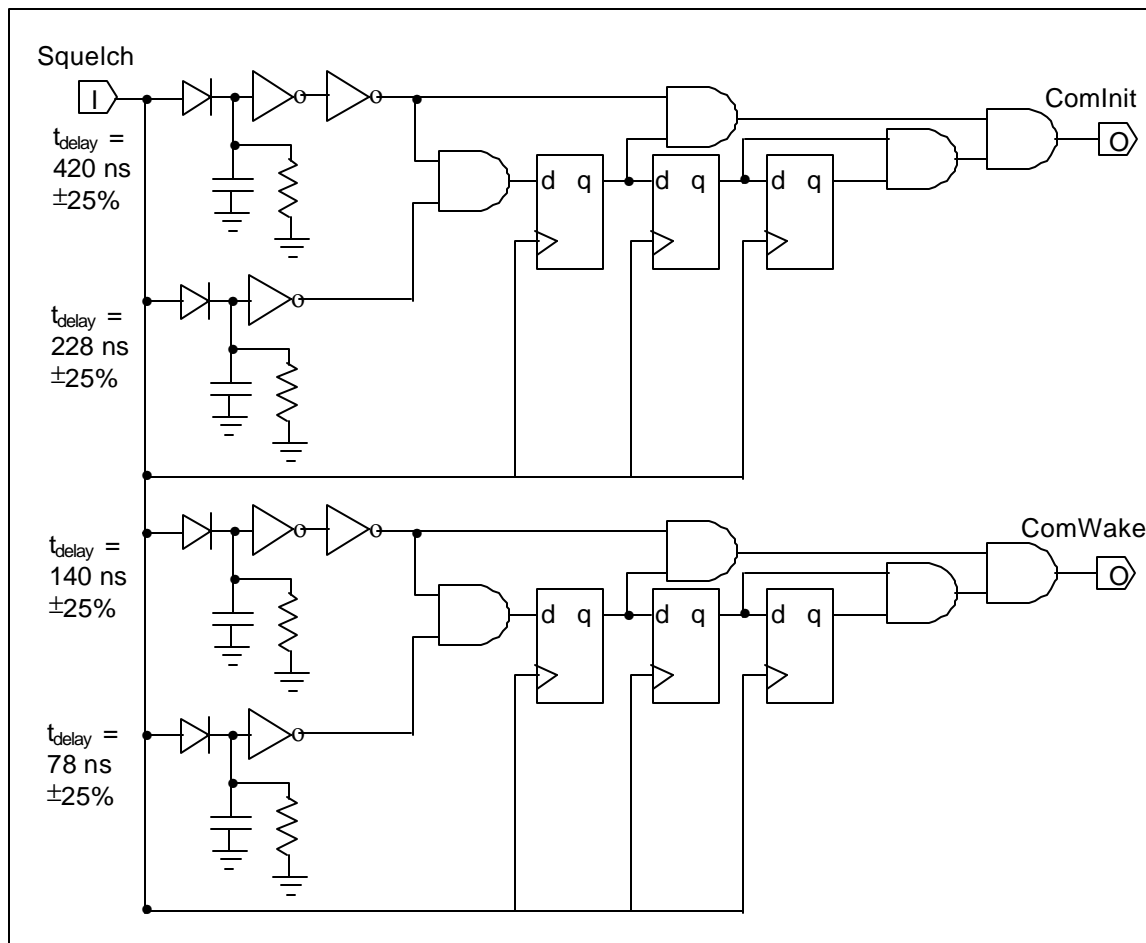 Squelch
I
ComInit
O
t_delay =
420 ns
±25%
d q
d q
d q
t_delay =
228 ns
±25%
ComWake
O
t_delay =
140 ns
±25%
d q
d q
d q
t_delay =
78 ns
±25%